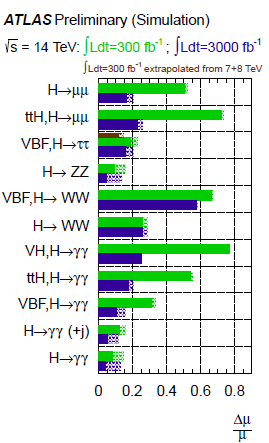 ATLAS Preliminary (Simulation)
√s = 14 TeV: ∫Ldt=300 fb⁻¹ ; ∫Ldt=3000 fb⁻¹
∫Ldt=300 fb⁻¹ extrapolated from 7+8 TeV
H→μμ
ttH,H→μμ
VBF,H→ττ
H→ ZZ
VBF,H→ WW
H→ WW
VH,H→γγ
ttH,H→γγ
VBF,H→γγ
H→γγ (+j)
H→γγ
0 0.2 0.4 0.6 0.8
Δμ
μ